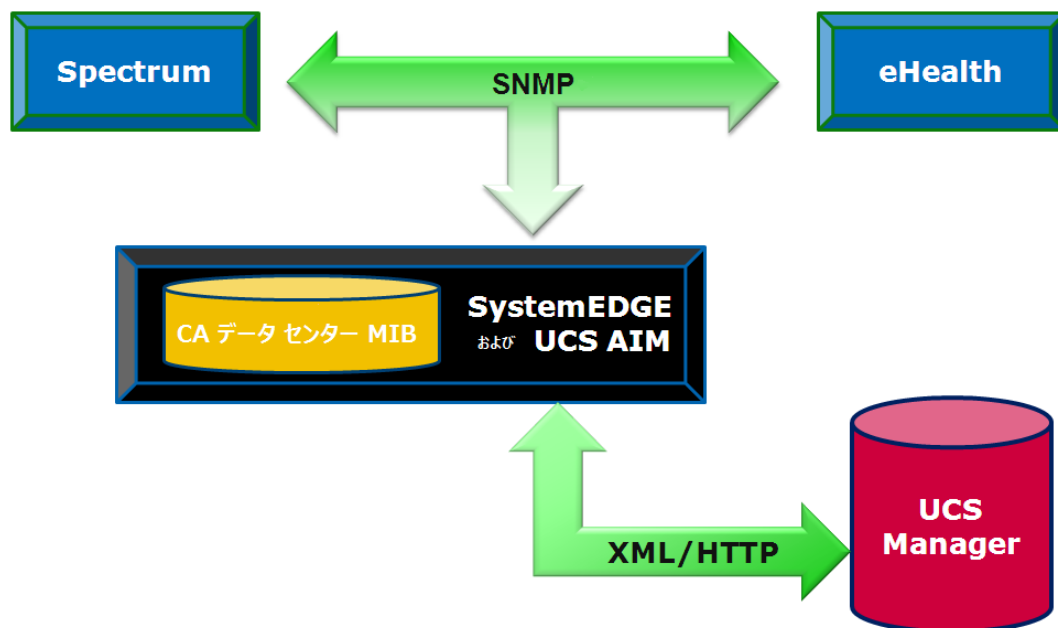 Spectrum
SNMP
eHealth
CA データ センター MIB
SystemEDGE
および UCS AIM
XML/HTTP
UCS
Manager